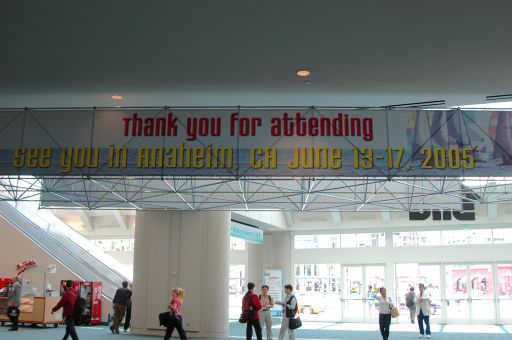 Thank you for attending
See you in Anaheim, CA June 13-17, 2005